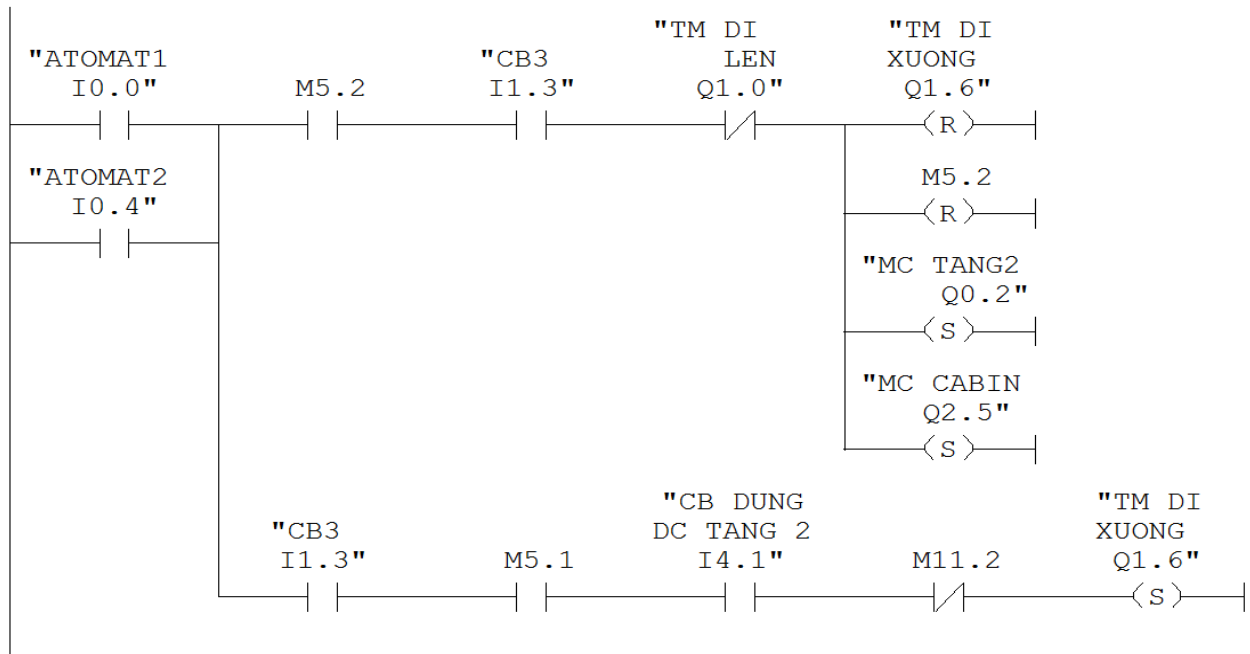 "TM DI "TM DI
"ATOMAT1 "CB3 LEN XUONG
I0.0" M5.2 I1.3" Q1.0" Q1.6"
R
"ATOMAT2 M5.2
I0.4" R
"MC TANG2
Q0.2"
S
"MC CABIN
Q2.5"
S
"CB DUNG "TM DI
"CB3 DC TANG 2 XUONG
I1.3" M5.1 I4.1" M11.2 Q1.6"
S